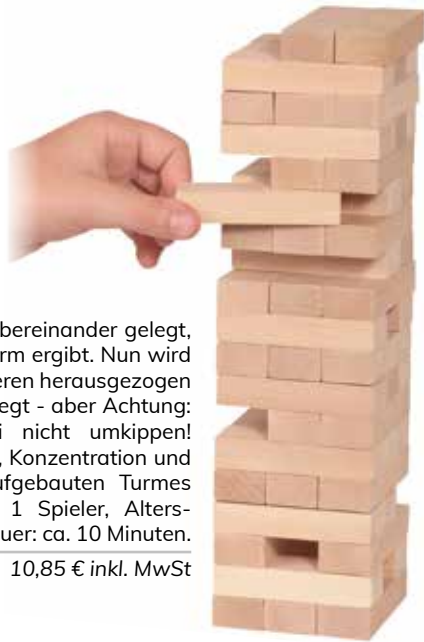 bereinander gelegt,
rm ergibt. Nun wird
eren herausgezogen
egt - aber Achtung:
i nicht umkippen!
, Konzentration und
ufgebauten Turmes
1 Spieler, Alters-
uer: ca. 10 Minuten.
10,85 € inkl. MwSt